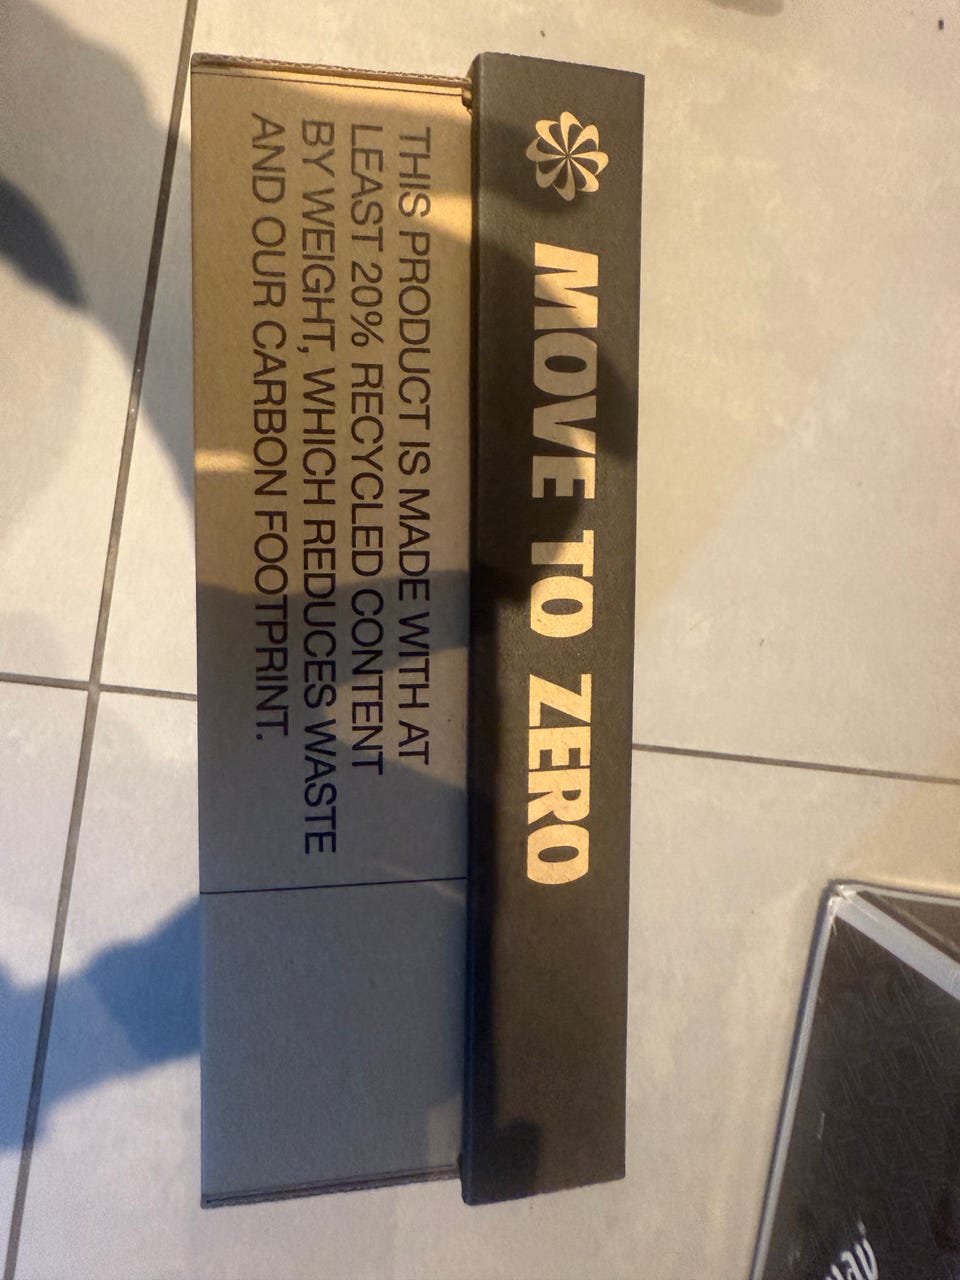 MOVE TO ZERO
THIS PRODUCT IS MADE WITH AT
LEAST 20% RECYCLED CONTENT
BY WEIGHT, WHICH REDUCES WASTE
AND OUR CARBON FOOTPRINT.